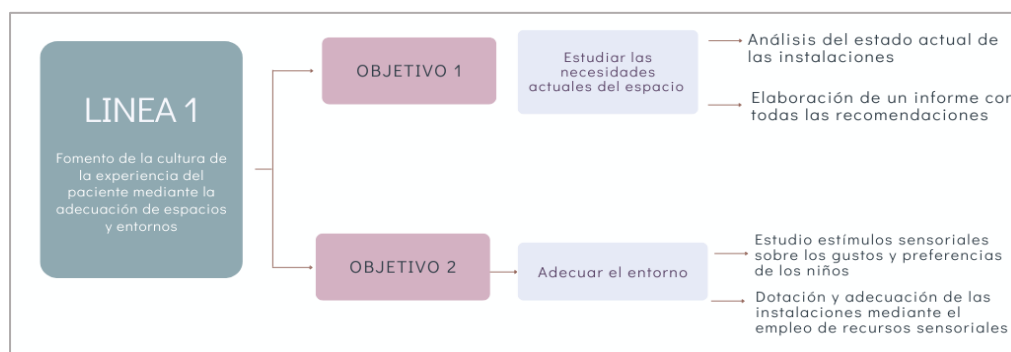 LINEA 1
Fomento de la cultura de
la experiencia del
paciente mediante la
adecuación de espacios
y entornos
OBJETIVO 1
Estudiar las
necesidades
actuales del espacio
Análisis del estado actual de
las instalaciones
Elaboración de un informe con
todas las recomendaciones
OBJETIVO 2
Adecuar el entorno
Estudio estímulos sensoriales
sobre los gustos y preferencias
de los niños
Dotación y adecuación de las
instalaciones mediante el
empleo de recursos sensoriales